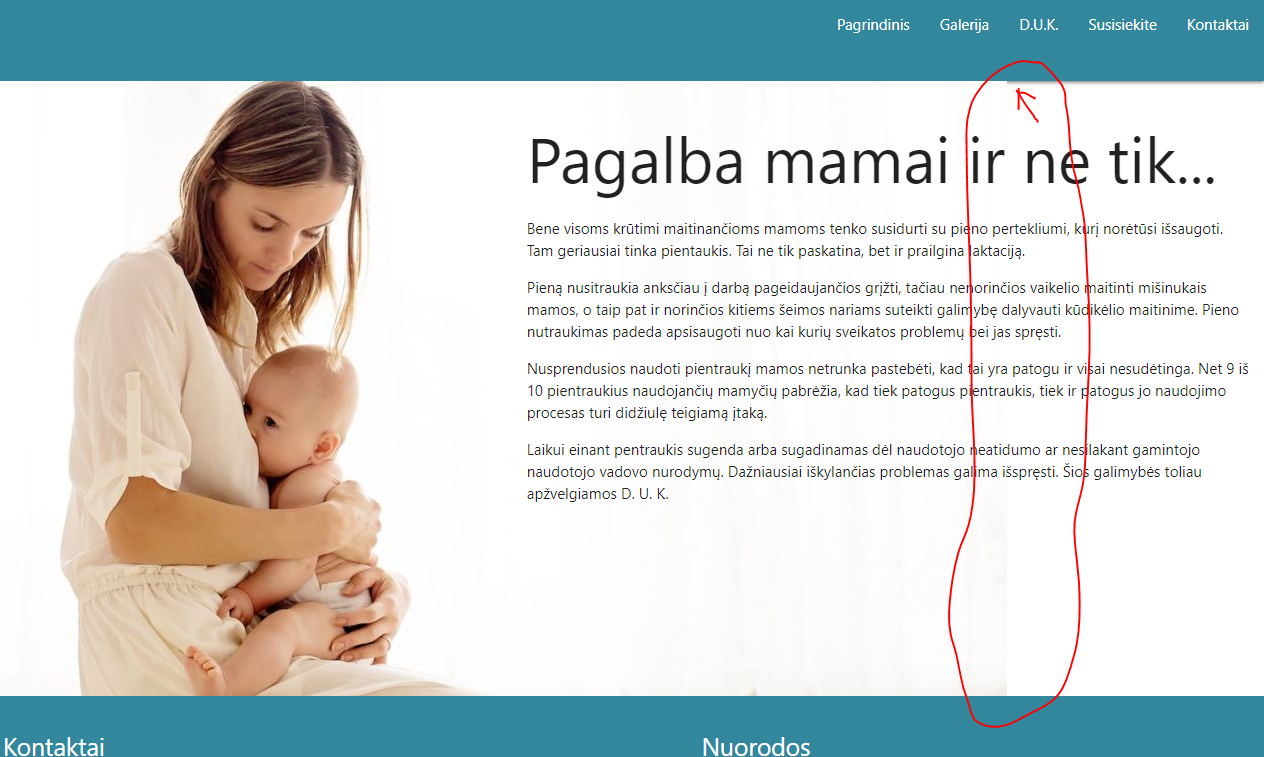 Pagrindinis Galerija D.U.K. Susisiekite Kontaktai
Pagalba mamai ir ne tik...
Bene visoms krūtimi maitinančioms mamoms tenko susidurti su pieno pertekliumi, kurį norėtūsi išsaugoti.
Tam geriausiai tinka pientaukis. Tai ne tik paskatina, bet ir prailgina laktaciją.
Pieną nusitraukia anksčiau į darbą pageidaujančios grįžti, tačiau nenorinčios vaikelio maitinti mišinukais
mamos, o taip pat ir norinčios kitiems šeimos nariams suteikti galimybę dalyvauti kūdikėlio maitinime. Pieno
nutraukimas padeda apsisaugoti nuo kai kurių sveikatos problemų bei jas spręsti.
Nusprendusios naudoti pientraukį mamos netrunka pastebėti, kad tai yra patogu ir visai nesudėtinga. Net 9 iš
10 pientraukius naudojančių mamyčių pabrėžia, kad tiek patogus pientraukis, tiek ir patogus jo naudojimo
procesas turi didžiulę teigiamą įtaką.
Laikui einant pentraukis sugenda arba sugadinamas dėl naudotojo neatidumo ar nesilakant gamintojo
naudotojo vadovo nurodymų. Dažniausiai iškylančias problemas galima išspręsti. Šios galimybės toliau
apžvelgiamos D. U. K.
Kontaktai Nuorodos